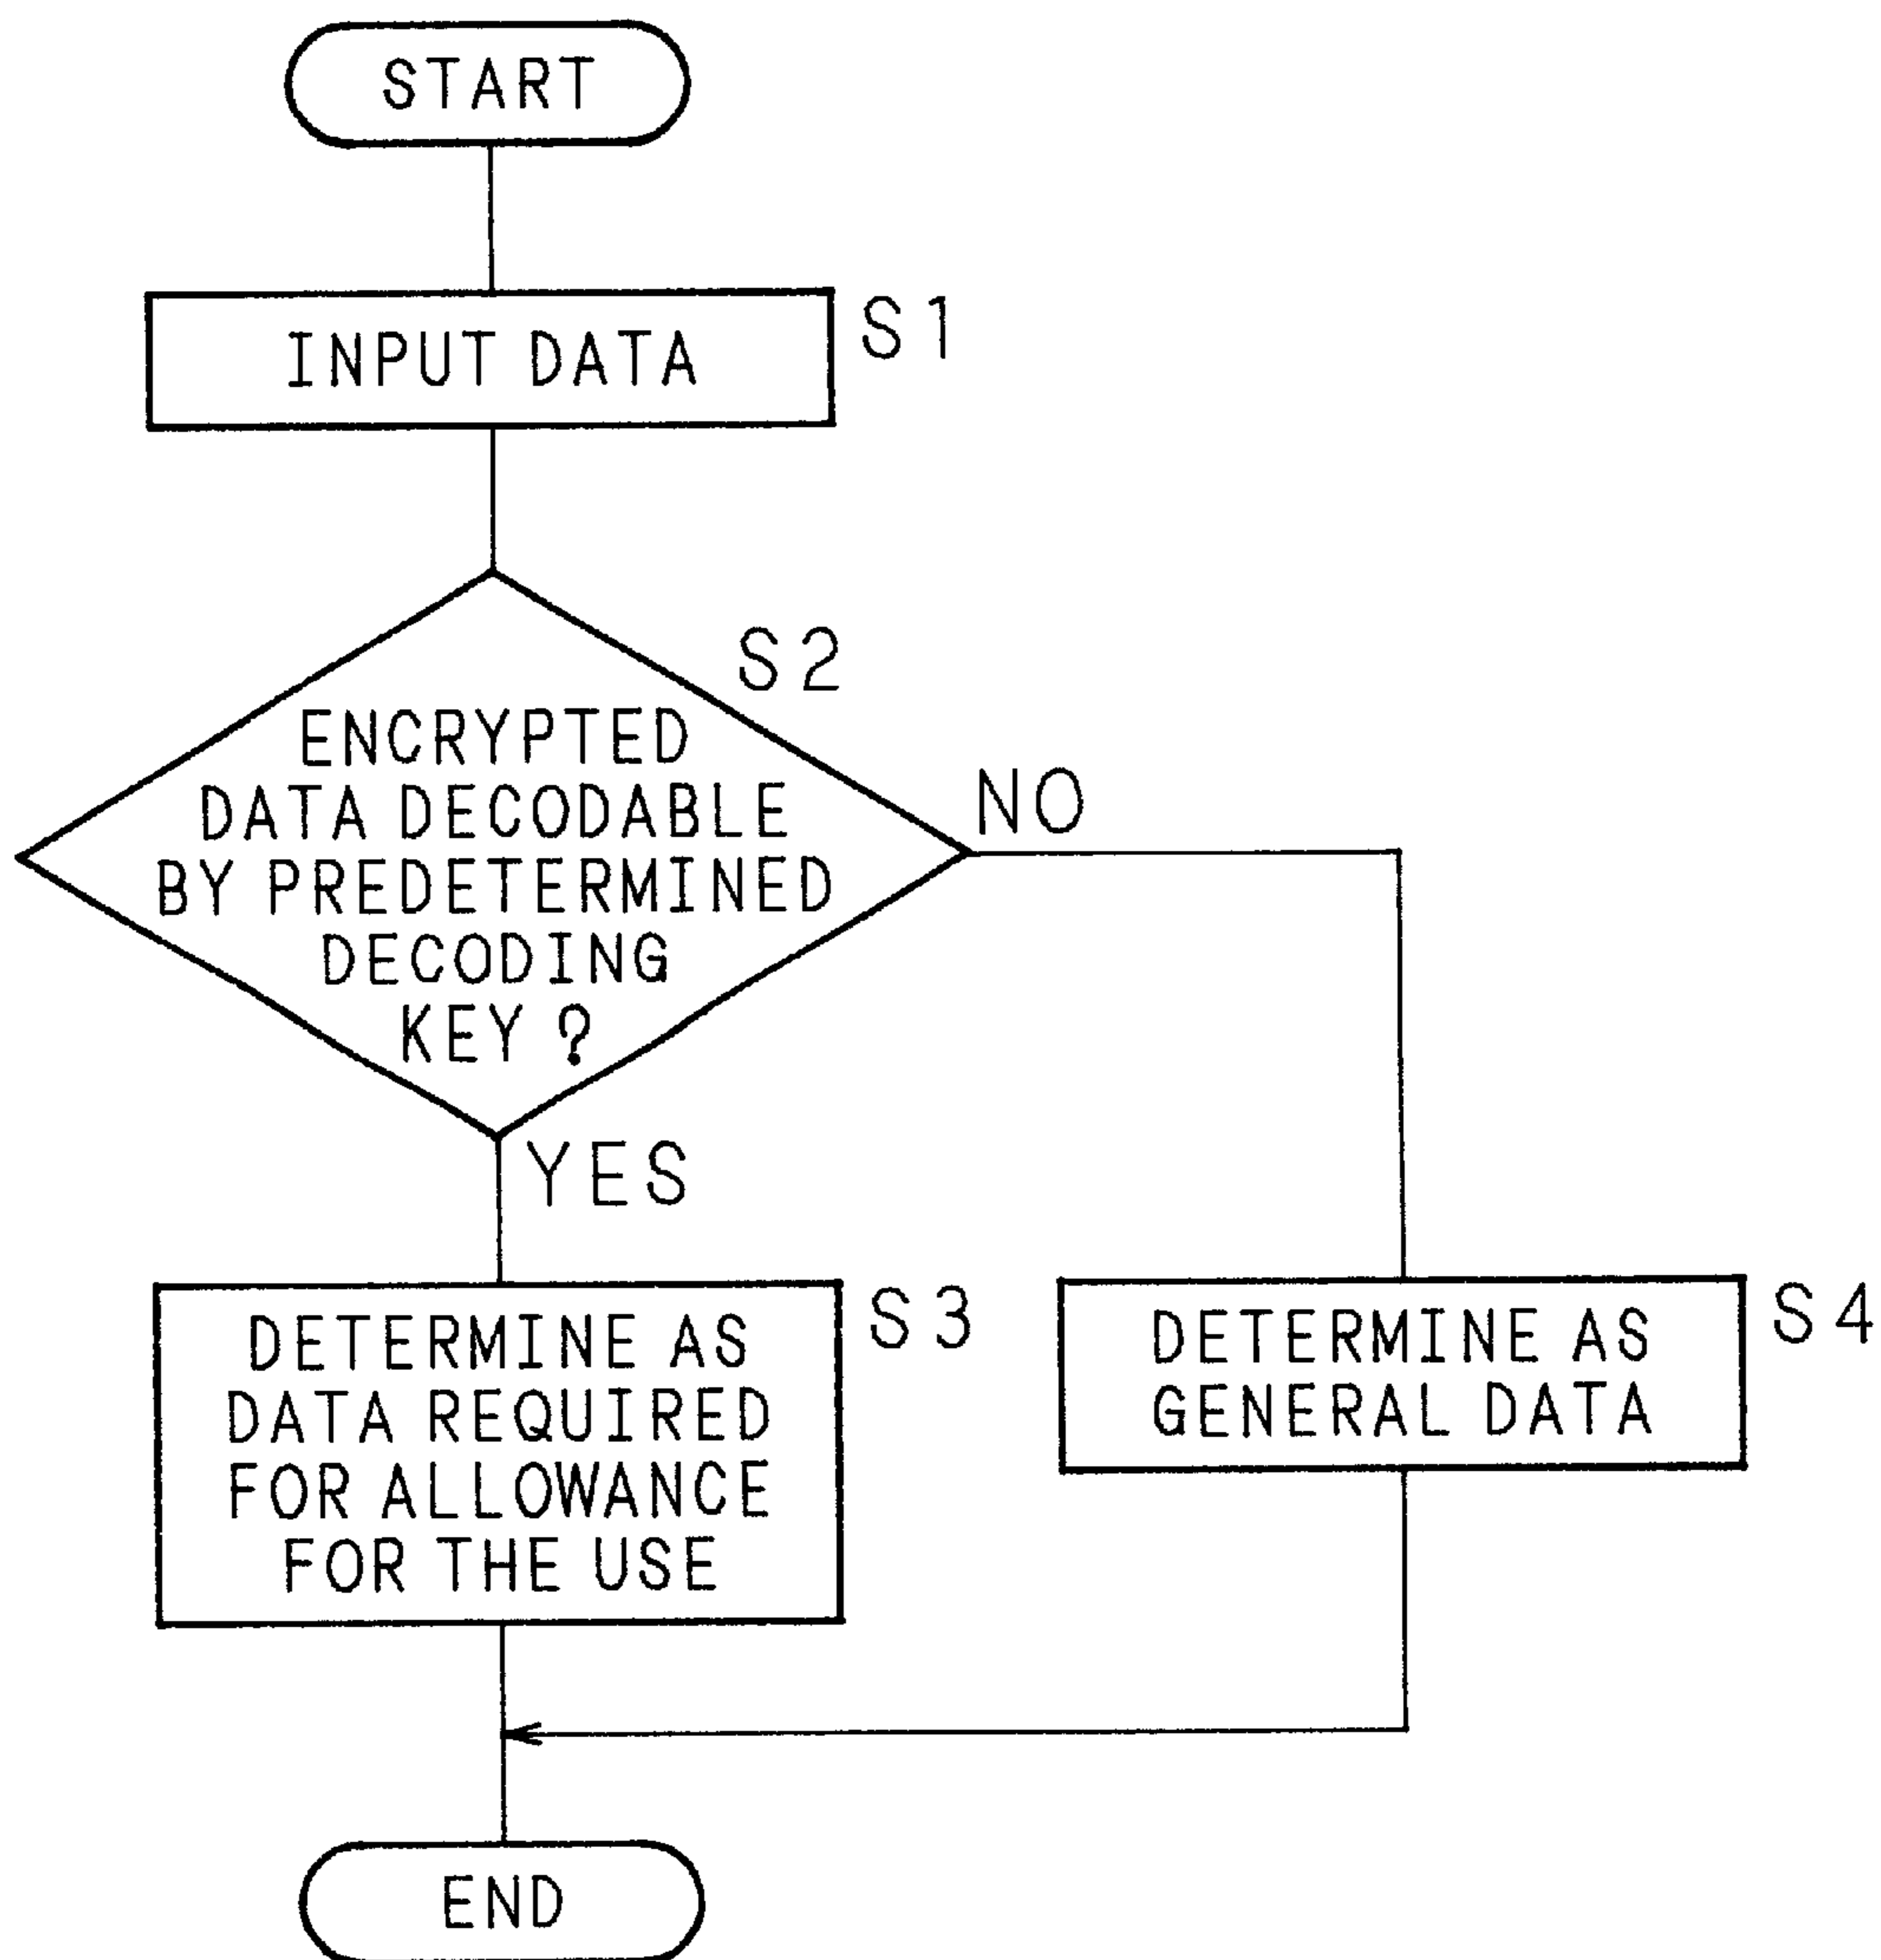 START
INPUT DATA
S1
S2
ENCRYPTED
DATA DECODABLE
BY PREDETERMINED
DECODING
KEY ?
NO
YES
DETERMINE AS
DATA REQUIRED
FOR ALLOWANCE
FOR THE USE
S3
DETERMINE AS
GENERAL DATA
S4
END